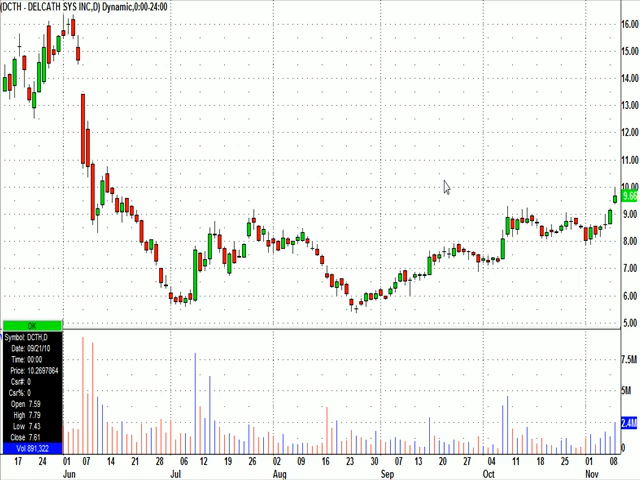 (DCTH - DELCATH SYS INC,D) Dynamic,0:00-24:00
16.00
15.00
14.00
13.00
12.00
11.00
10.00
9.66
9.00
8.00
7.00
6.00
5.00
OK
Symbol: DCTH,D
Date: 09/21/10
Time: 00:00
Price: 10.2697864
Csr#: 0
Csr%: 0
Open 7.59
High 7.79
Low 7.43
Close 7.61
Vol 891,322
7.5M
5M
2.4M
0
17 24 01 07 14 21 28 01 06 12 19 26 02 09 16 23 30 07 13 20 27 04 11 18 25 01 08
Jun Jul Aug Sep Oct Nov